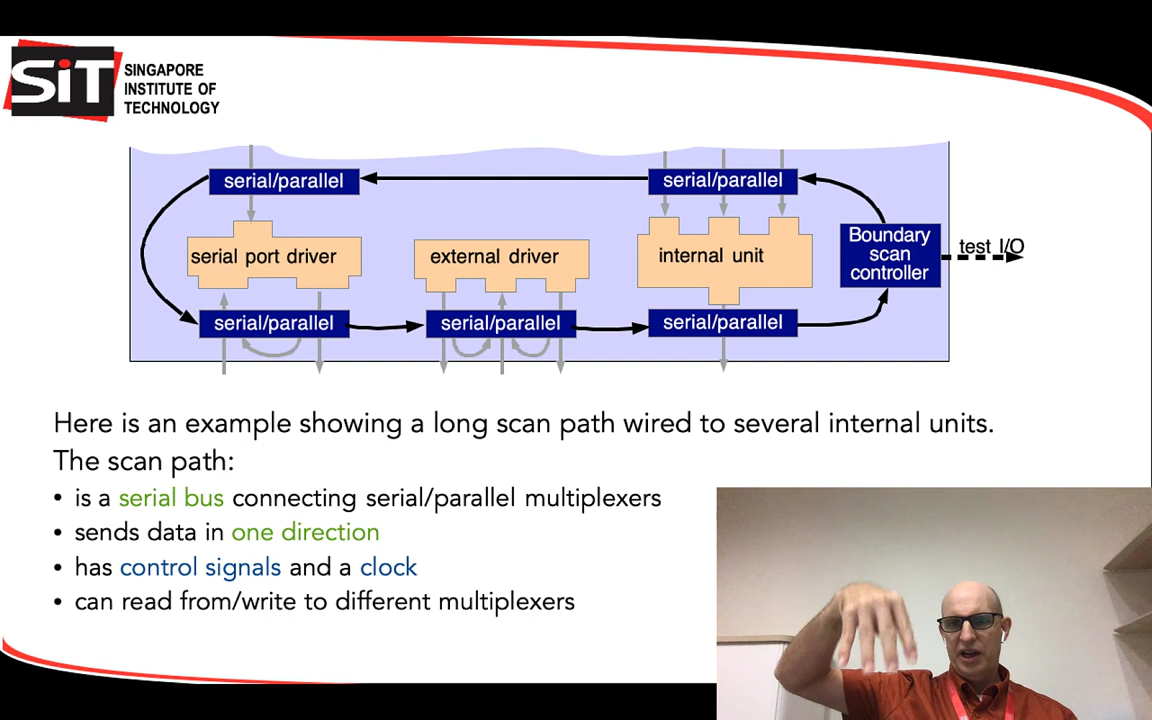 SiT
SINGAPORE
INSTITUTE OF
TECHNOLOGY
serial/parallel
serial/parallel
serial port driver
external driver
internal unit
Boundary
scan
controller
test I/O
serial/parallel
serial/parallel
serial/parallel
Here is an example showing a long scan path wired to several internal units.
The scan path:
• is a serial bus connecting serial/parallel multiplexers
• sends data in one direction
• has control signals and a clock
• can read from/write to different multiplexers